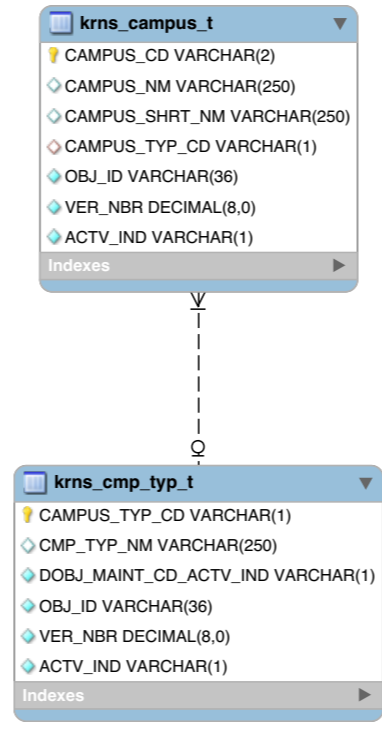 krns_campus_t
CAMPUS_CD VARCHAR(2)
CAMPUS_NM VARCHAR(250)
CAMPUS_SHRT_NM VARCHAR(250)
CAMPUS_TYP_CD VARCHAR(1)
OBJ_ID VARCHAR(36)
VER_NBR DECIMAL(8,0)
ACTV_IND VARCHAR(1)
Indexes
krns_cmp_typ_t
CAMPUS_TYP_CD VARCHAR(1)
CMP_TYP_NM VARCHAR(250)
DOBJ_MAINT_CD_ACTV_IND VARCHAR(1)
OBJ_ID VARCHAR(36)
VER_NBR DECIMAL(8,0)
ACTV_IND VARCHAR(1)
Indexes